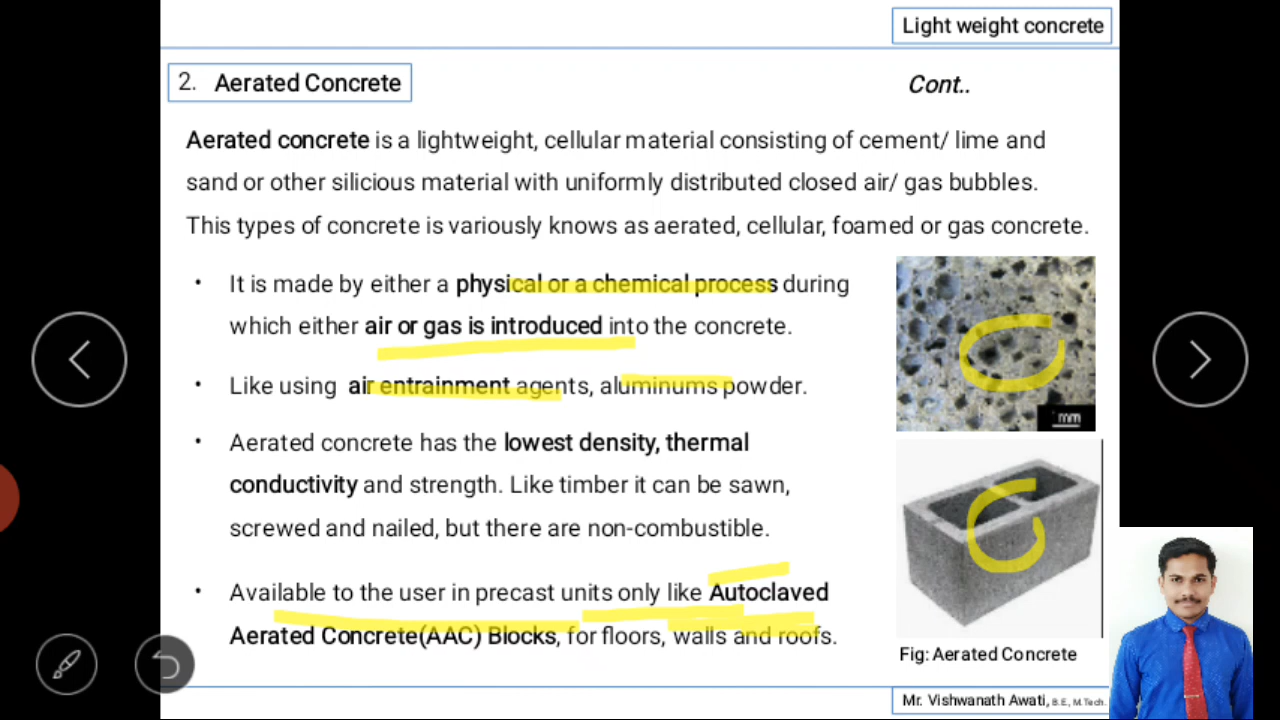 Light weight concrete
2. Aerated Concrete
Cont..
Aerated concrete is a lightweight, cellular material consisting of cement/ lime and
sand or other silicious material with uniformly distributed closed air/ gas bubbles.
This types of concrete is variously knows as aerated, cellular, foamed or gas concrete.
• It is made by either a physical or a chemical process during
which either air or gas is introduced into the concrete.
• Like using air entrainment agents, aluminums powder.
• Aerated concrete has the lowest density, thermal
conductivity and strength. Like timber it can be sawn,
screwed and nailed, but there are non-combustible.
• Available to the user in precast units only like Autoclaved
Aerated Concrete(AAC) Blocks, for floors, walls and roofs.
mm
Fig: Aerated Concrete
Mr. Vishwanath Awati, B.E., M.Tech.